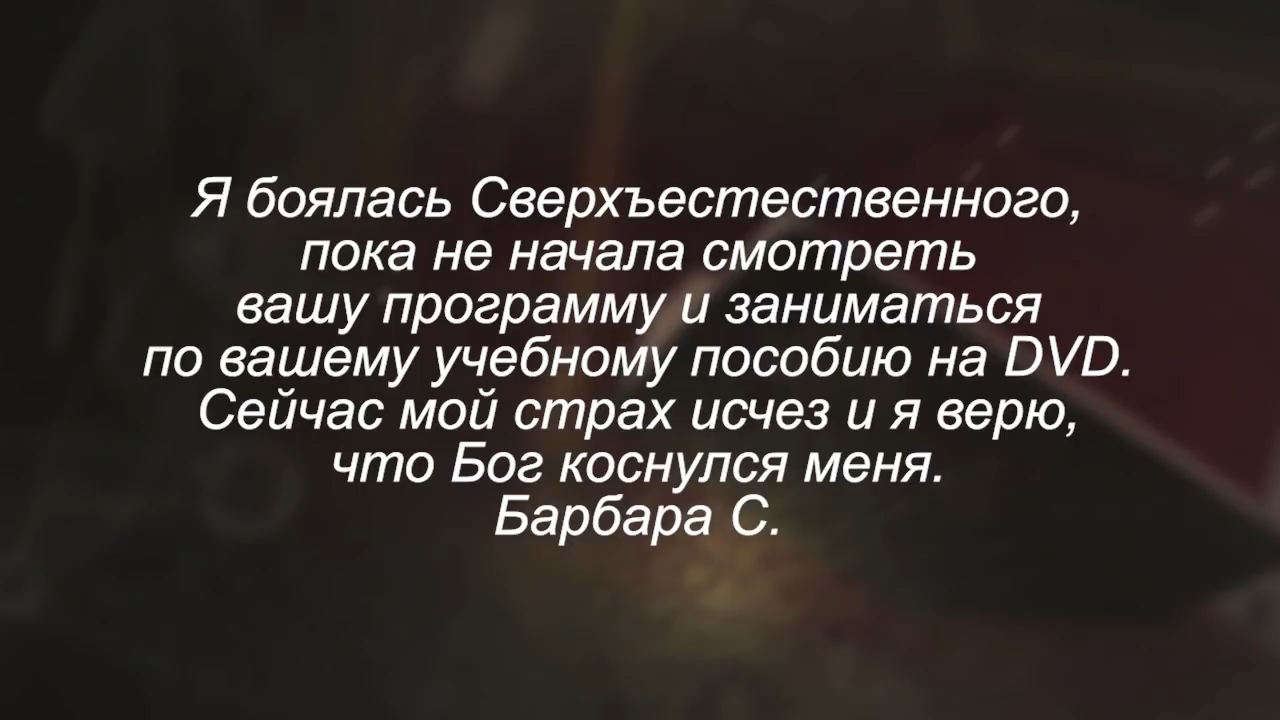 Я боялась Сверхъестественного,
пока не начала смотреть
вашу программу и заниматься
по вашему учебному пособию на DVD.
Сейчас мой страх исчез и я верю,
что Бог коснулся меня.
Барбара С.